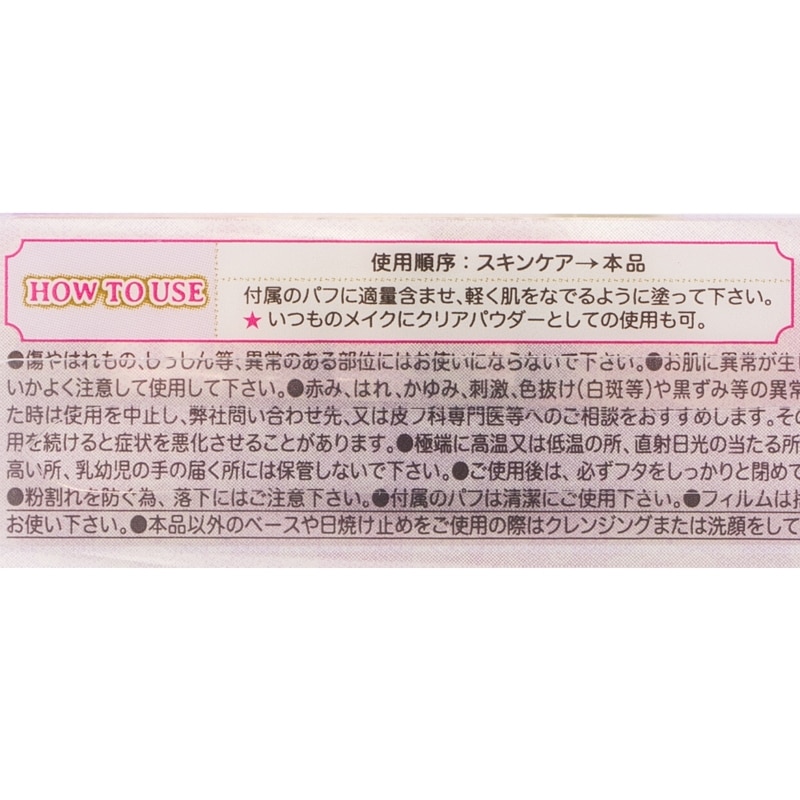 HOW TO USE
使用順序：スキンケア→本品
付属のパフに適量含ませ、軽く肌をなでるように塗って下さい。
★いつものメイクにクリアパウダーとしての使用も可。
●傷やはれもの、しっしん等、異常のある部位にはお使いにならないで下さい。●お肌に異常が生じ
いかよく注意して使用して下さい。●赤み、はれ、かゆみ、刺激、色抜け(白斑等)や黒ずみ等の異常
た時は使用を中止し、弊社問い合わせ先、又は皮フ科専門医等へのご相談をおすすめします。その
用を続けると症状を悪化させることがあります。●極端に高温又は低温の所、直射日光の当たる所
高い所、乳幼児の手の届く所には保管しないで下さい。●ご使用後は、必ずフタをしっかりと閉めて
●粉割れを防ぐ為、落下にはご注意下さい。●付属のパフは清潔にご使用下さい。●フィルムは
お使い下さい。●本品以外のベースや日焼け止めをご使用の際はクレンジングまたは洗顔をして